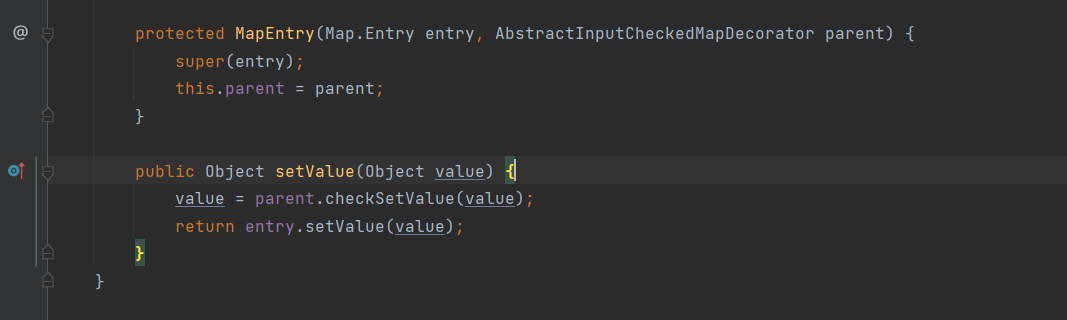 @
protected MapEntry(Map.Entry entry, AbstractInputCheckedMapDecorator parent) {
super(entry);
this.parent = parent;
}
public Object setValue(Object value) {
value = parent.checkSetValue(value);
return entry.setValue(value);
}
}